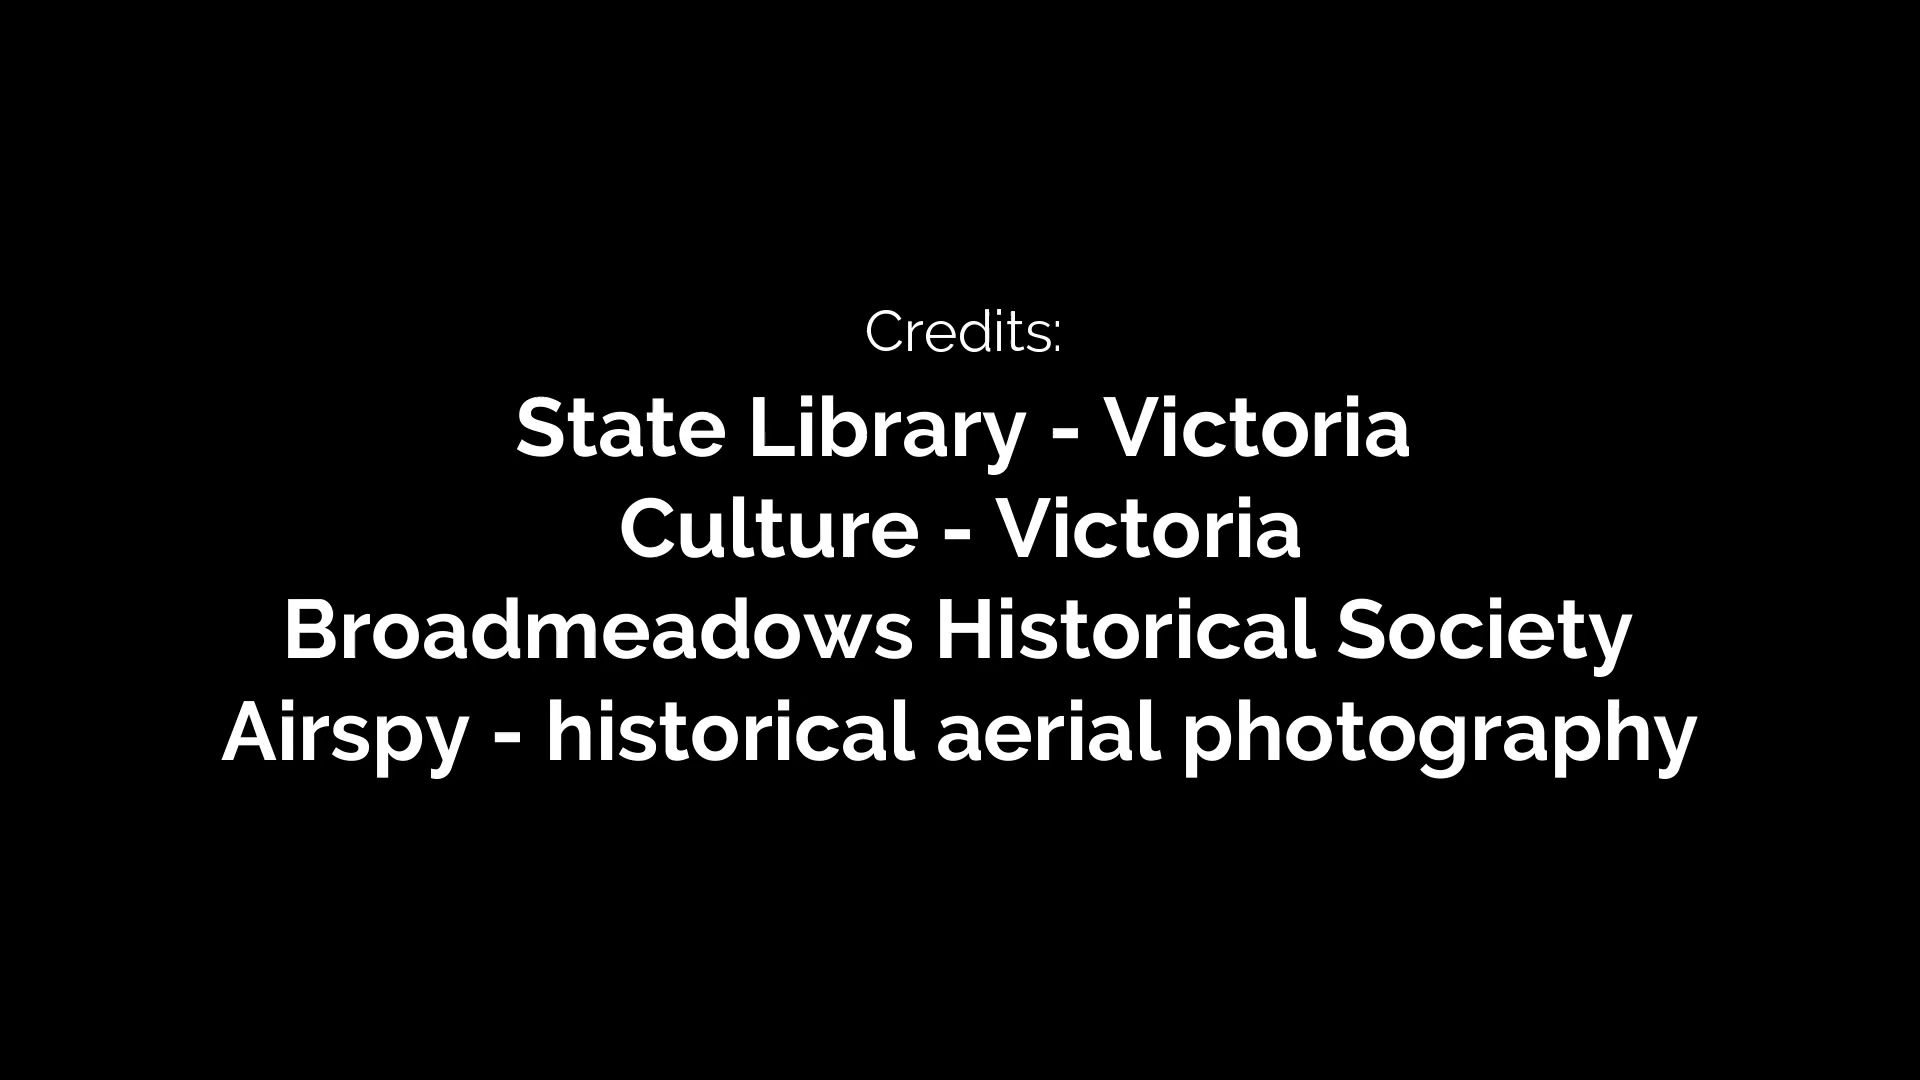 Credits:
State Library - Victoria
Culture - Victoria
Broadmeadows Historical Society
Airspy - historical aerial photography